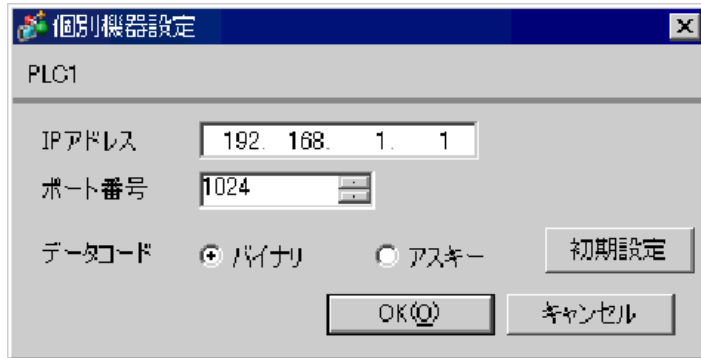 個別機器設定
PLC1
IPアドレス 192. 168. 1. 1
ポート番号 1024
データコード バイナリ アスキー 初期設定
OK(O) キャンセル